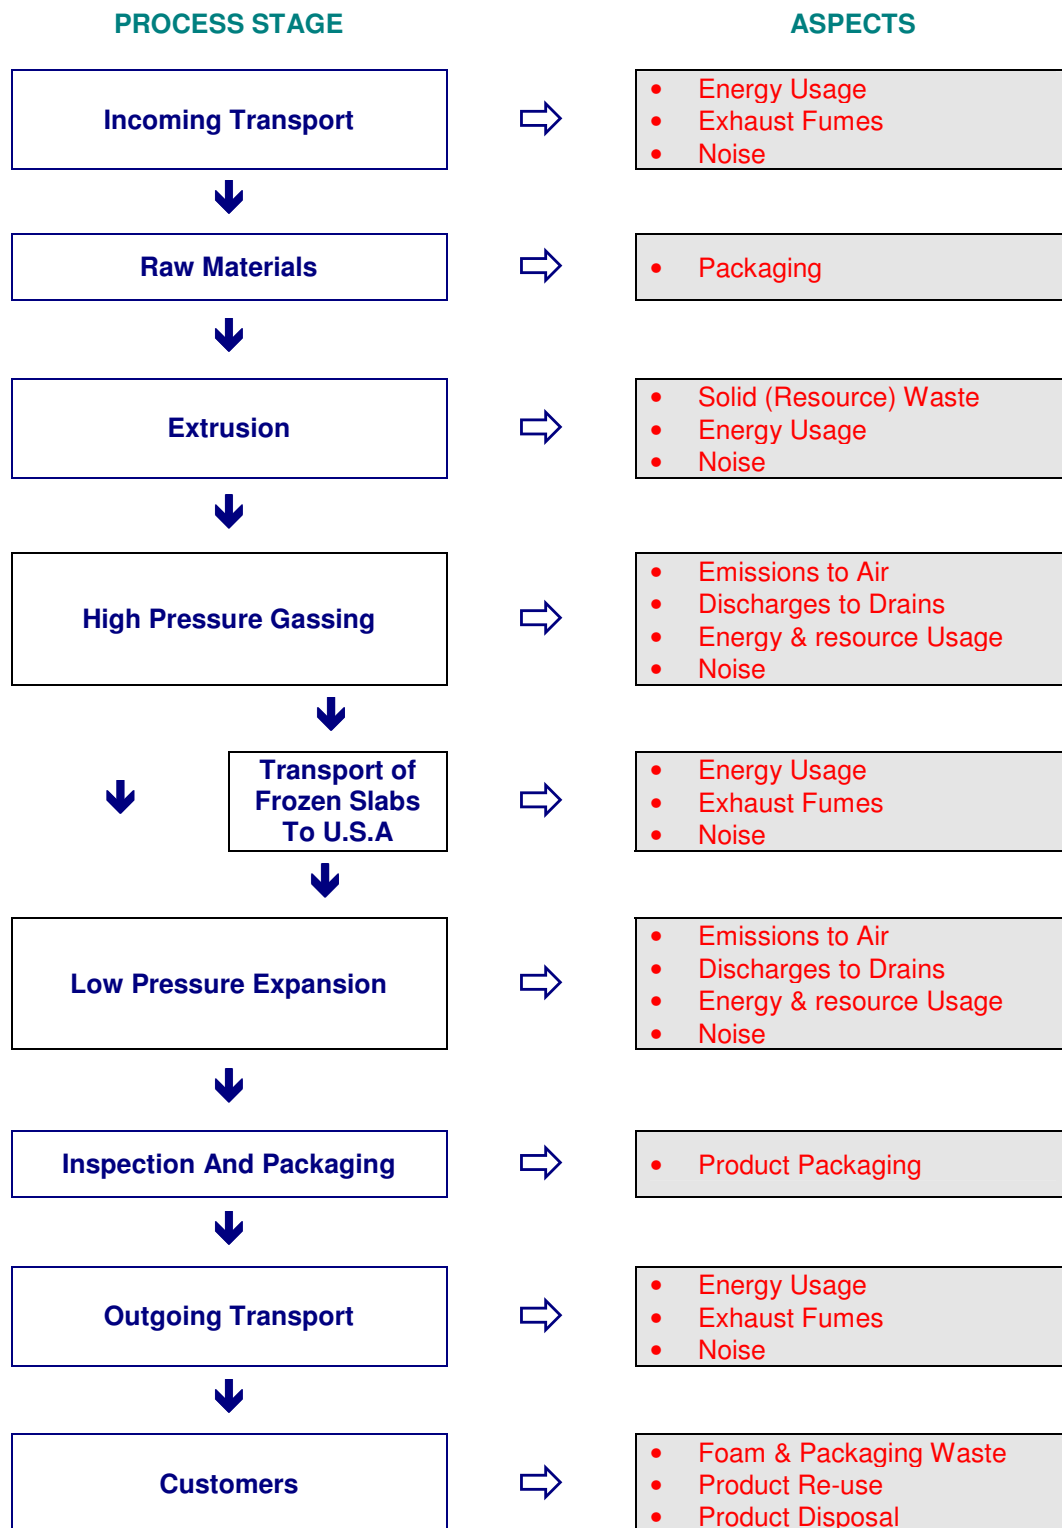 PROCESS STAGE
ASPECTS
Incoming Transport
• Energy Usage
• Exhaust Fumes
• Noise
Raw Materials
• Packaging
Extrusion
• Solid (Resource) Waste
• Energy Usage
• Noise
High Pressure Gassing
• Emissions to Air
• Discharges to Drains
• Energy & resource Usage
• Noise
Transport of
Frozen Slabs
To U.S.A
• Energy Usage
• Exhaust Fumes
• Noise
Low Pressure Expansion
• Emissions to Air
• Discharges to Drains
• Energy & resource Usage
• Noise
Inspection And Packaging
• Product Packaging
Outgoing Transport
• Energy Usage
• Exhaust Fumes
• Noise
Customers
• Foam & Packaging Waste
• Product Re-use
• Product Disposal